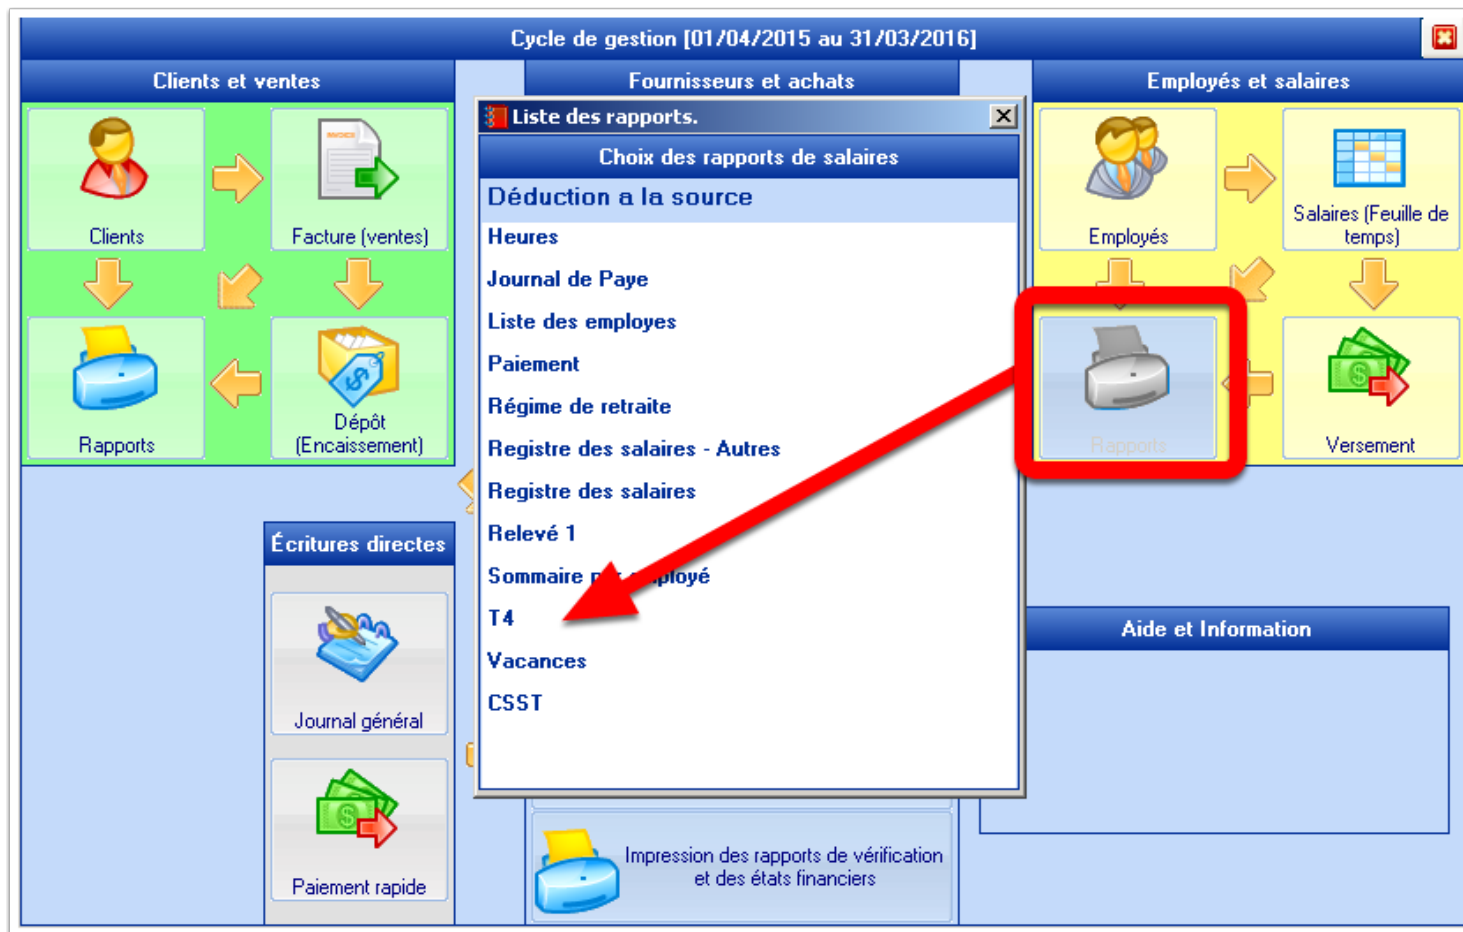 Cycle de gestion [01/04/2015 au 31/03/2016]
Clients et ventes
Fournisseurs et achats
Employés et salaires
Clients
Facture (ventes)
Rapports
Dépôt
(Encaissement)
Liste des rapports.
Choix des rapports de salaires
Déduction a la source
Heures
Journal de Paye
Liste des employes
Paiement
Régime de retraite
Registre des salaires - Autres
Registre des salaires
Relevé 1
Sommaire employé
T4
Vacances
CSST
Employés
Salaires (Feuille de
temps)
Rapports
Versement
Écritures directes
Journal général
Paiement rapide
Aide et Information
Impression des rapports de vérification
et des états financiers